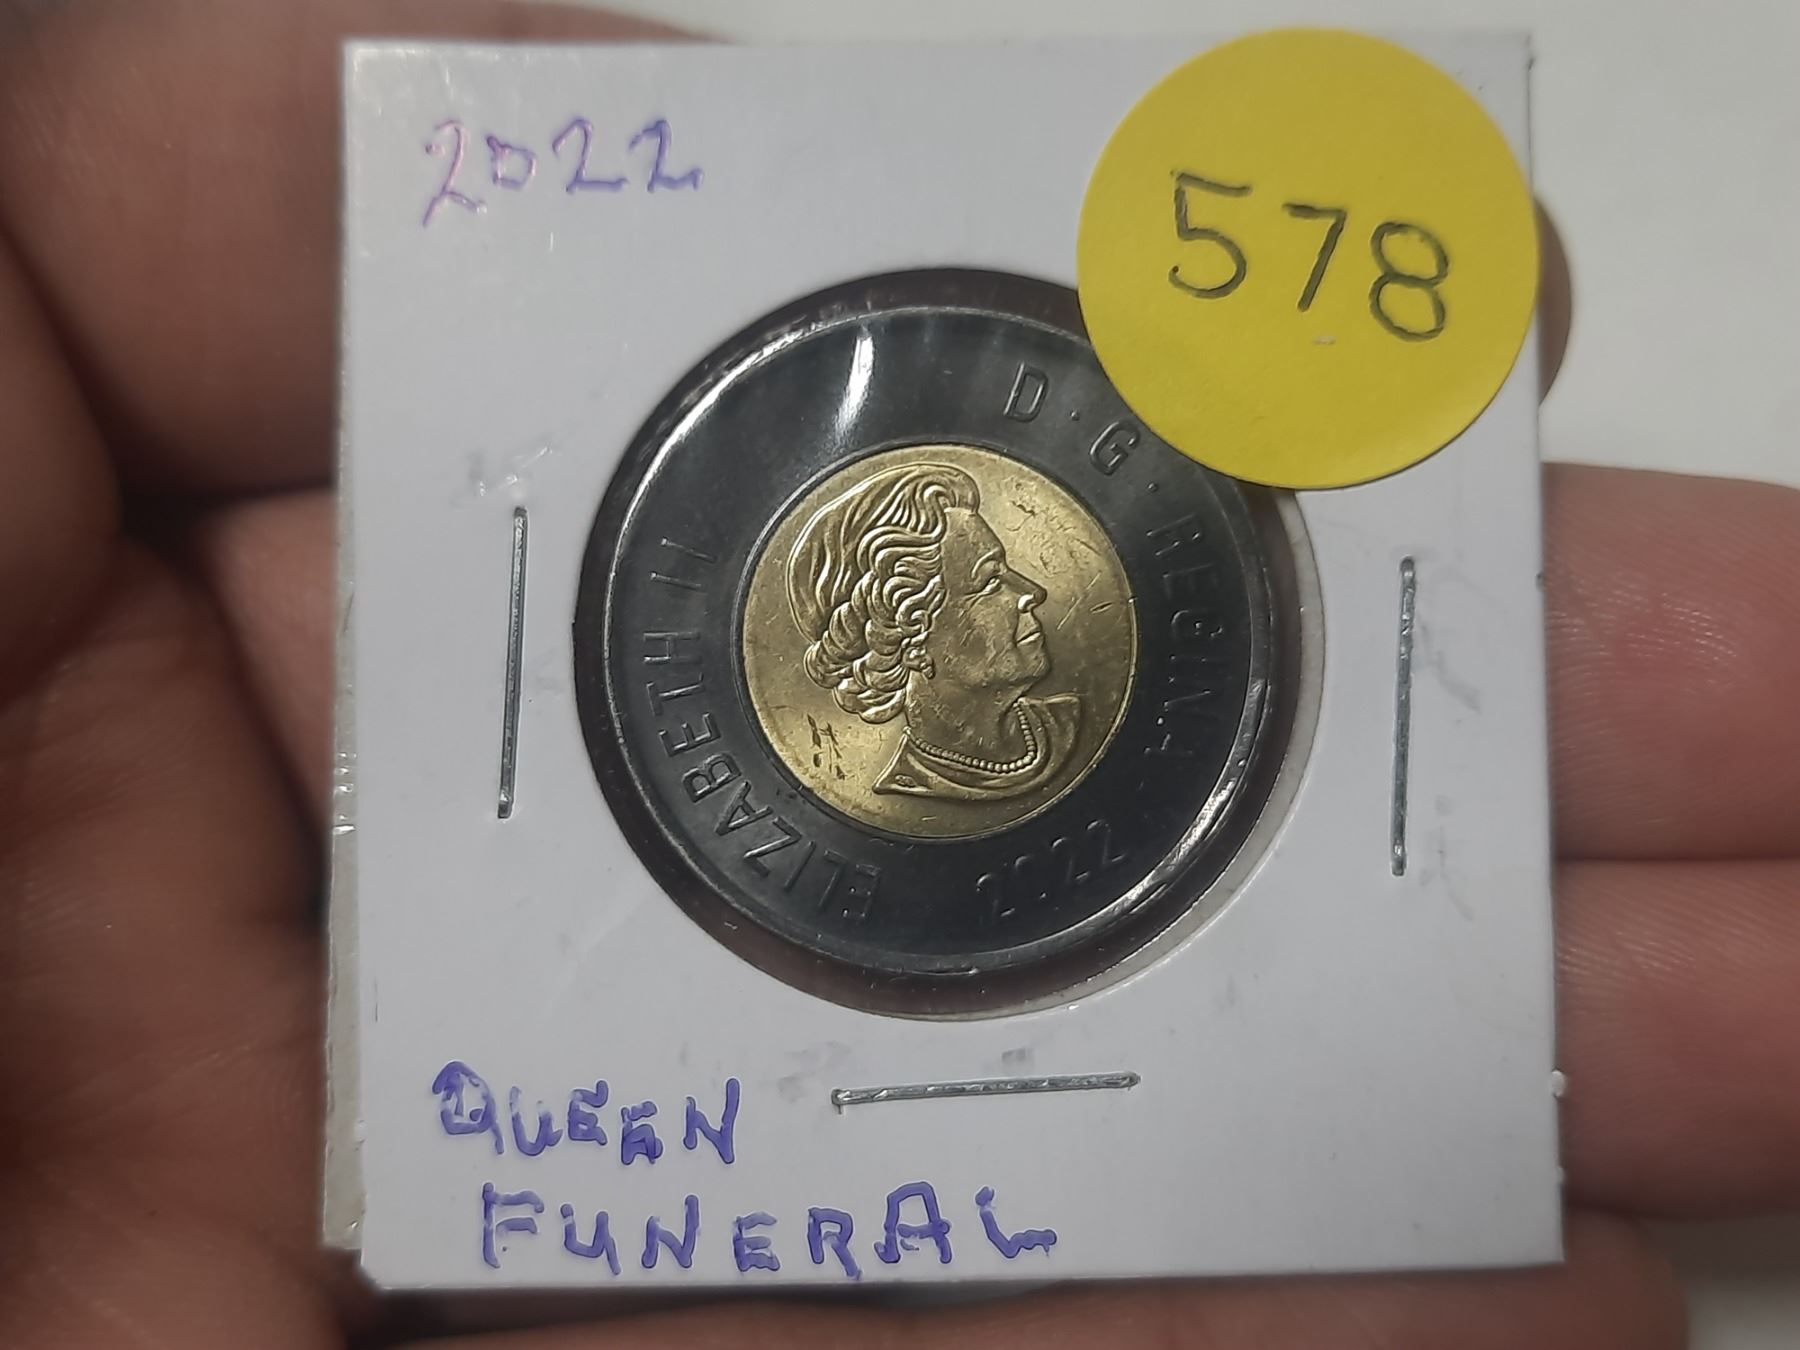 2022
578
ELIZABETH II D·G·REGINA
2022
QUEEN
FUNERAL